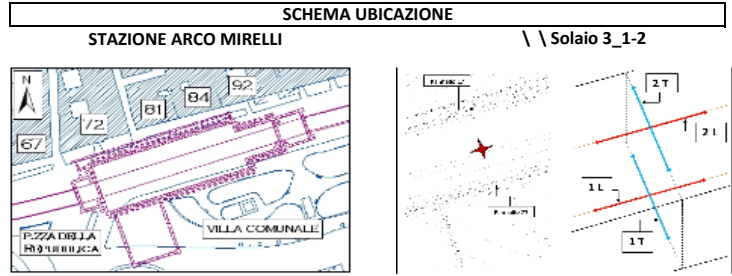 SCHEMA UBICAZIONE
STAZIONE ARCO MIRELLI
\ \ Solaio 3_1-2
N
92
84
81
72
67
P.ZZA DELLA
REPUBBLICA
VILLA COMUNALE
2 T
2 L
1 L
1 T